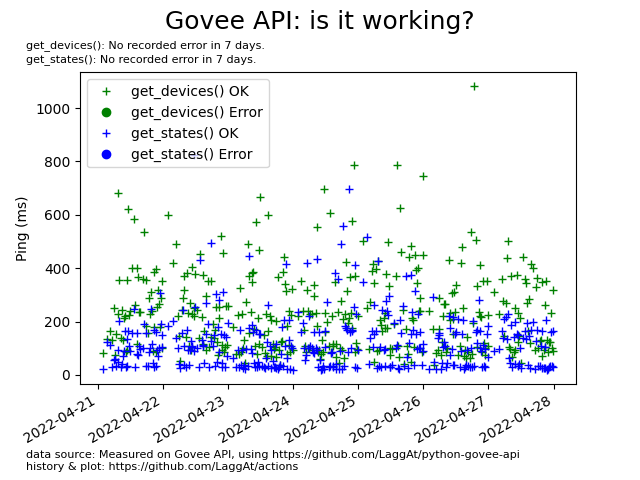 Govee API: is it working?
get_devices(): No recorded error in 7 days.
get_states(): No recorded error in 7 days.
get_devices() OK
get_devices() Error
get_states() OK
get_states() Error
Ping (ms)
1000
800
600
400
200
0
2022-04-21
2022-04-22
2022-04-23
2022-04-24
2022-04-25
2022-04-26
2022-04-27
2022-04-28
data source: Measured on Govee API, using https://github.com/LaggAt/python-govee-api
history & plot: https://github.com/LaggAt/actions